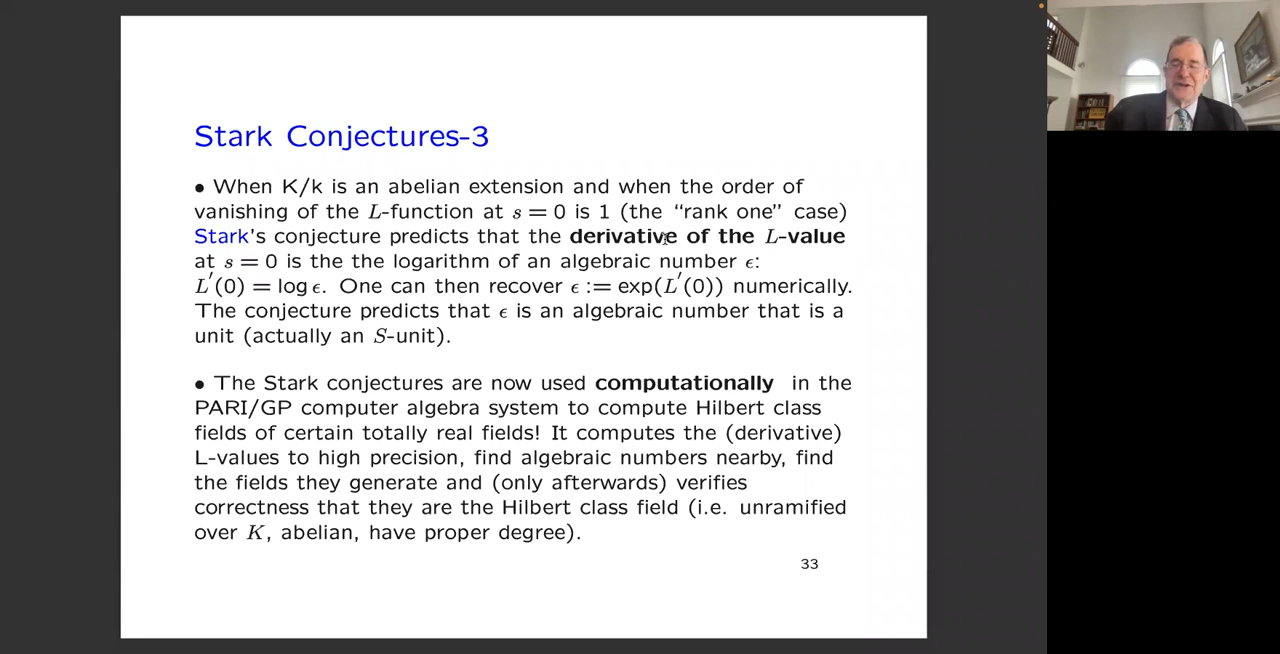 Stark Conjectures-3
• When K/k is an abelian extension and when the order of
vanishing of the L-function at s = 0 is 1 (the “rank one” case)
Stark’s conjecture predicts that the derivative of the L-value
at s = 0 is the the logarithm of an algebraic number ϵ:
L′(0) = log ϵ. One can then recover ϵ := exp(L′(0)) numerically.
The conjecture predicts that ϵ is an algebraic number that is a
unit (actually an S-unit).
• The Stark conjectures are now used computationally in the
PARI/GP computer algebra system to compute Hilbert class
fields of certain totally real fields! It computes the (derivative)
L-values to high precision, find algebraic numbers nearby, find
the fields they generate and (only afterwards) verifies
correctness that they are the Hilbert class field (i.e. unramified
over K, abelian, have proper degree).
33